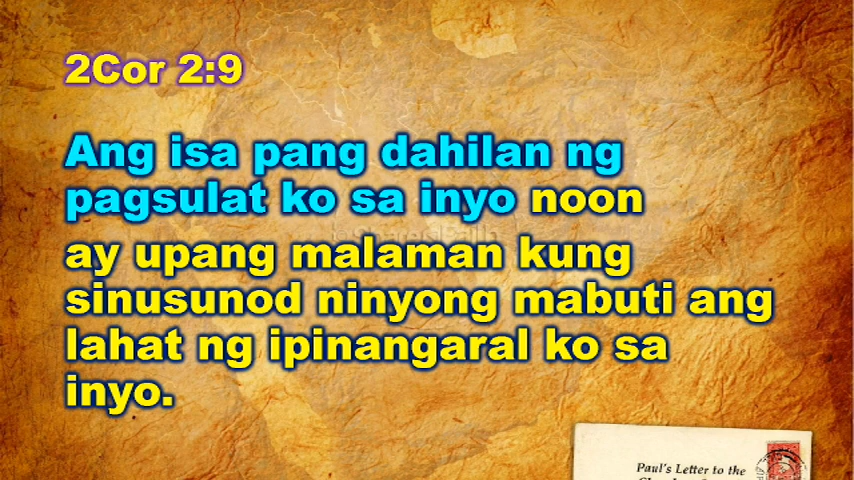 2Cor 2:9
Ang isa pang dahilan ng
pagsulat ko sa inyo noon
ay upang malaman kung
sinusunod ninyong mabuti ang
lahat ng ipinangaral ko sa
inyo.
Paul's Letter to the